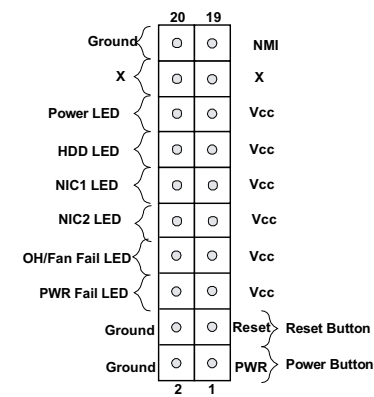 20 19
Ground NMI
X X
Power LED Vcc
HDD LED Vcc
NIC1 LED Vcc
NIC2 LED Vcc
OH/Fan Fail LED Vcc
PWR Fail LED Vcc
Ground Reset Reset Button
Ground PWR Power Button
2 1